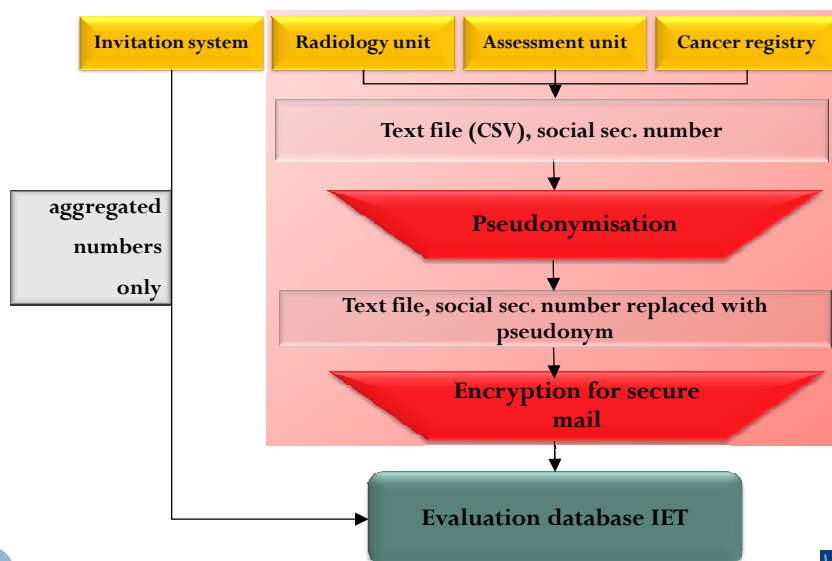 Invitation system
Radiology unit
Assessment unit
Cancer registry
Text file (CSV), social sec. number
aggregated
numbers
only
Pseudonymisation
Text file, social sec. number replaced with
pseudonym
Encryption for secure
mail
Evaluation database IET